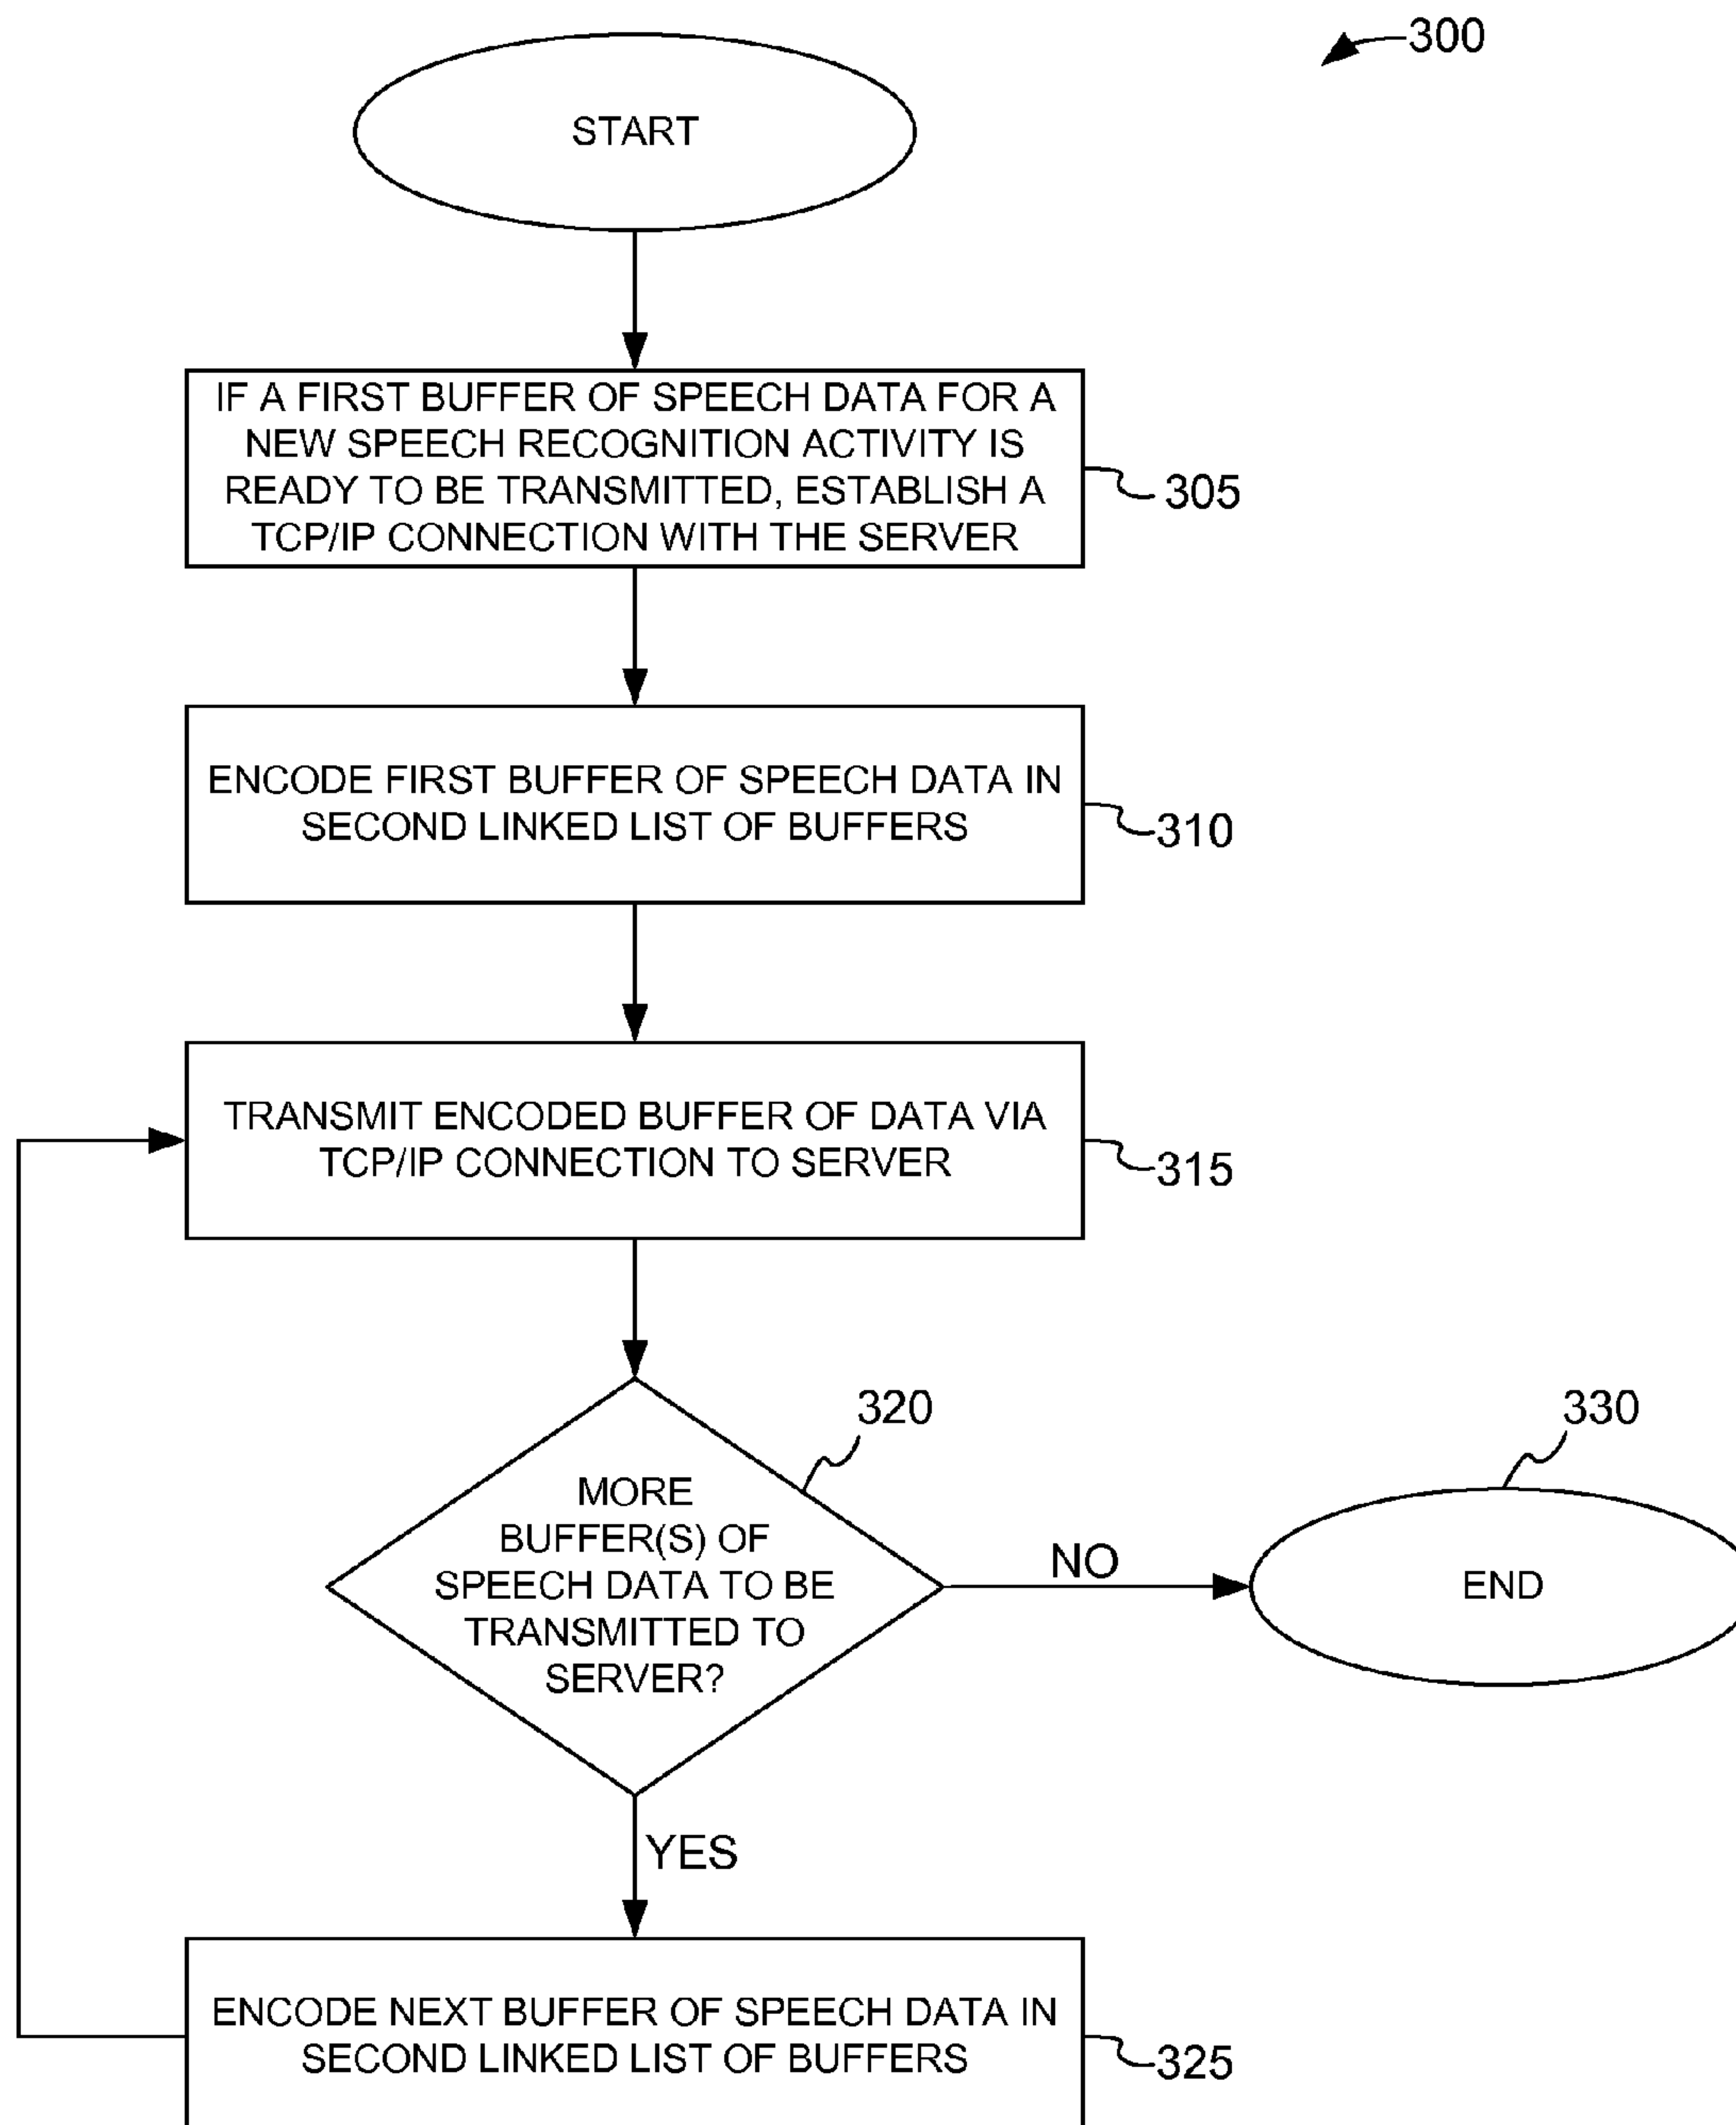 300
START
IF A FIRST BUFFER OF SPEECH DATA FOR A
NEW SPEECH RECOGNITION ACTIVITY IS
READY TO BE TRANSMITTED, ESTABLISH A
TCP/IP CONNECTION WITH THE SERVER
305
ENCODE FIRST BUFFER OF SPEECH DATA IN
SECOND LINKED LIST OF BUFFERS
310
TRANSMIT ENCODED BUFFER OF DATA VIA
TCP/IP CONNECTION TO SERVER
315
320
MORE
BUFFER(S) OF
SPEECH DATA TO BE
TRANSMITTED TO
SERVER?
NO
330
END
YES
ENCODE NEXT BUFFER OF SPEECH DATA IN
SECOND LINKED LIST OF BUFFERS
325